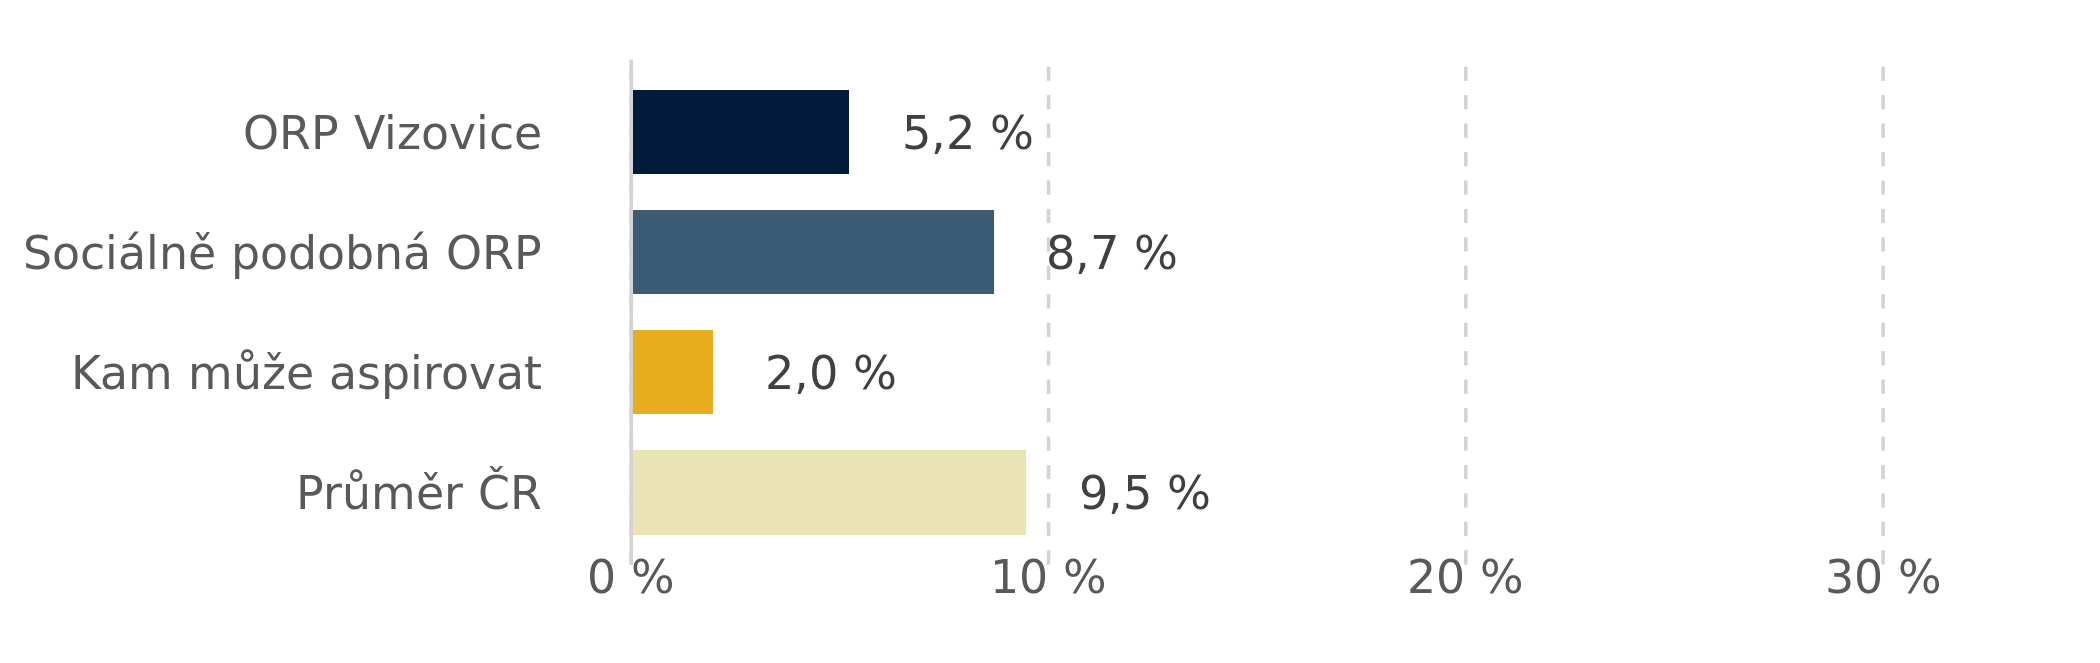 ORP Vizovice 5,2 %
Sociálně podobná ORP 8,7 %
Kam může aspirovat 2,0 %
Průměr ČR 9,5 %
0 % 10 % 20 % 30 %